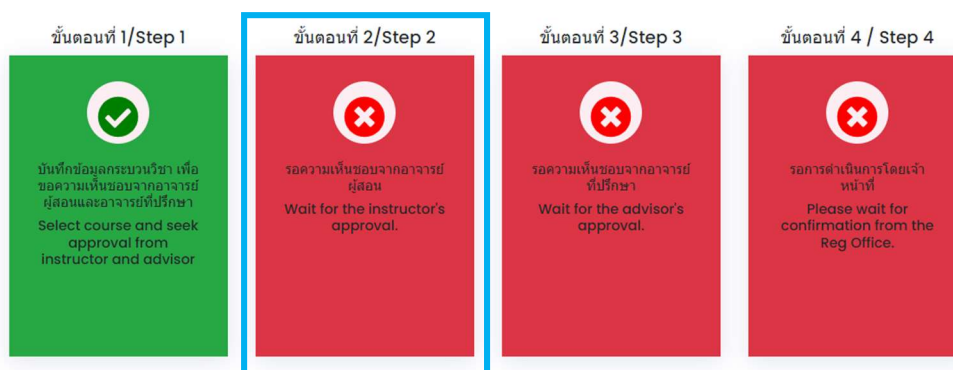 ขั้นตอนที่ 1/Step 1
บันทึกข้อมูลกระบวนวิชา เพื่อ
ขอความเห็นชอบจากอาจารย์
ผู้สอนและอาจารย์ที่ปรึกษา
Select course and seek
approval from
instructor and advisor
ขั้นตอนที่ 2/Step 2
รอความเห็นชอบจากอาจารย์
ผู้สอน
Wait for the instructor's
approval.
ขั้นตอนที่ 3/Step 3
รอความเห็นชอบจากอาจารย์
ที่ปรึกษา
Wait for the advisor's
approval.
ขั้นตอนที่ 4 / Step 4
รอการดำเนินการโดยเจ้า
หน้าที่
Please wait for
confirmation from the
Reg Office.